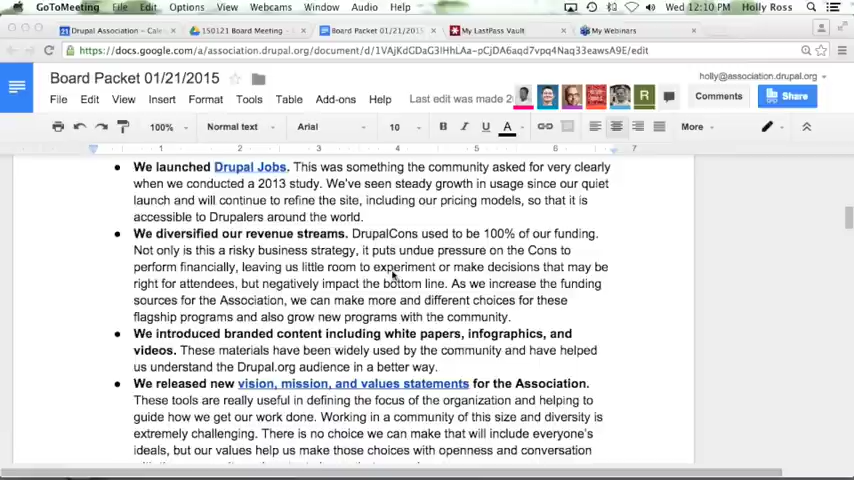 GoToMeeting File Edit Options View Webcams Window Audio Help Wed 12:10 PM Holly Ross
Drupal Association – Cale 150121 Board Meeting - Board Packet 01/21/2015 My LastPass Vault My Webinars
https://docs.google.com/a/association.drupal.org/document/d/
Board Packet 01/21/2015 holly@association.drupal.org
File Edit View Insert Format Tools Table Add-ons Help Last edit was made 2 R Comments Share
100% Normal text Arial 10 B I U A More
1 2 3 4 5 6 7
• We launched Drupal Jobs. This was something the community asked for very clearly
when we conducted a 2013 study. We've seen steady growth in usage since our quiet
launch and will continue to refine the site, including our pricing models, so that it is
accessible to Drupalers around the world.
• We diversified our revenue streams. DrupalCons used to be 100% of our funding.
Not only is this a risky business strategy, it puts undue pressure on the Cons to
perform financially, leaving us little room to experiment or make decisions that may be
right for attendees, but negatively impact the bottom line. As we increase the funding
sources for the Association, we can make more and different choices for these
flagship programs and also grow new programs with the community.
• We introduced branded content including white papers, infographics, and
videos. These materials have been widely used by the community and have helped
us understand the Drupal.org audience in a better way.
• We released new vision, mission, and values statements for the Association.
These tools are really useful in defining the focus of the organization and helping to
guide how we get our work done. Working in a community of this size and diversity is
extremely challenging. There is no choice we can make that will include everyone's
ideals, but our values help us make those choices with openness and conversation